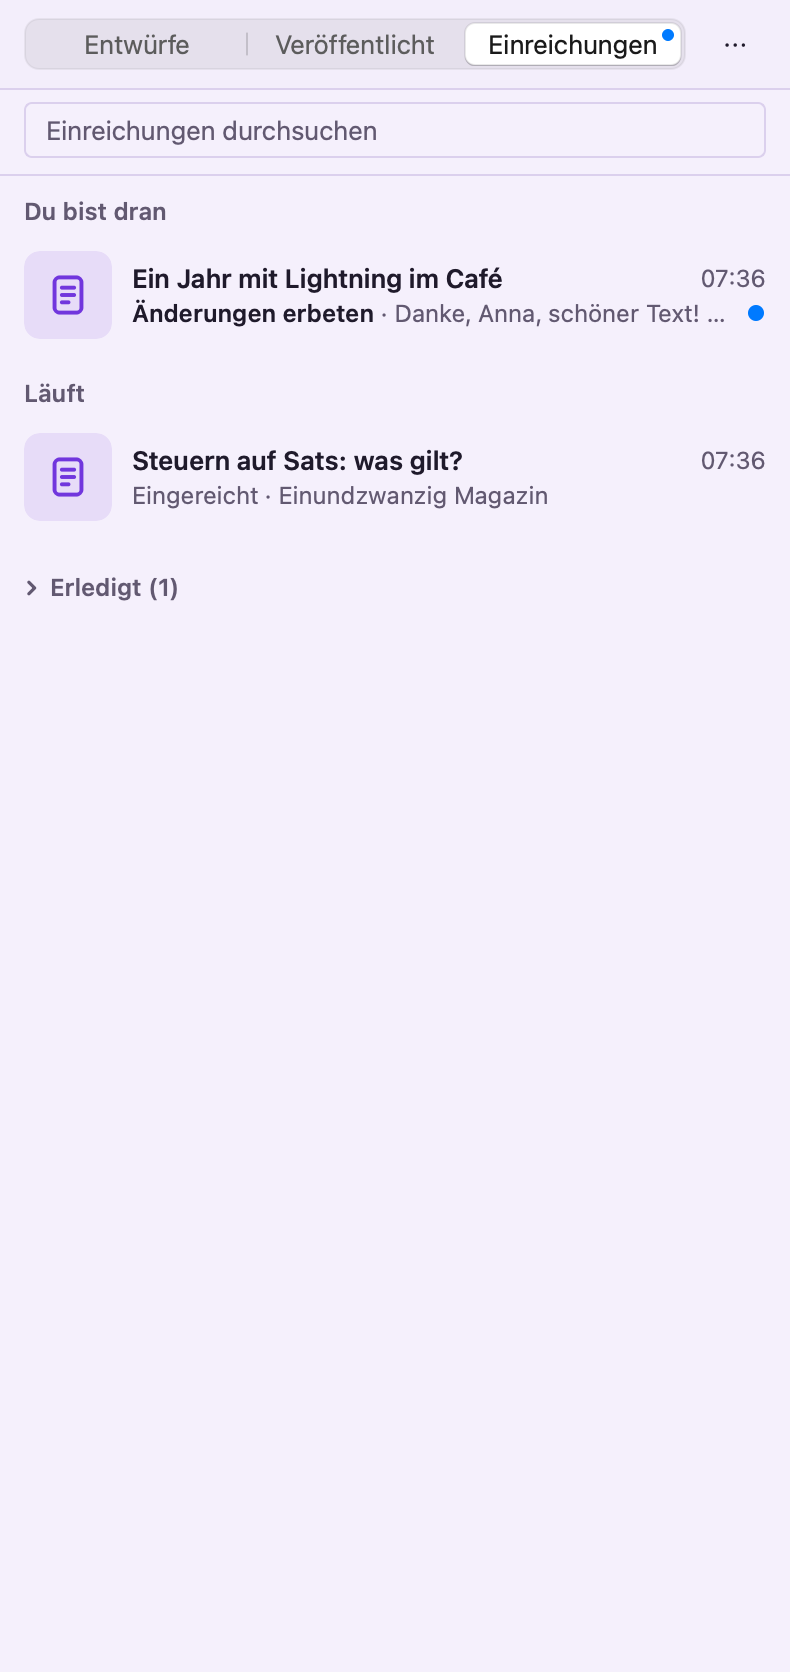 Entwürfe
Veröffentlicht
Einreichungen
Einreichungen durchsuchen
Du bist dran
Ein Jahr mit Lightning im Café 07:36
Änderungen erbeten · Danke, Anna, schöner Text! ...
Läuft
Steuern auf Sats: was gilt? 07:36
Eingereicht · Einundzwanzig Magazin
Erledigt (1)